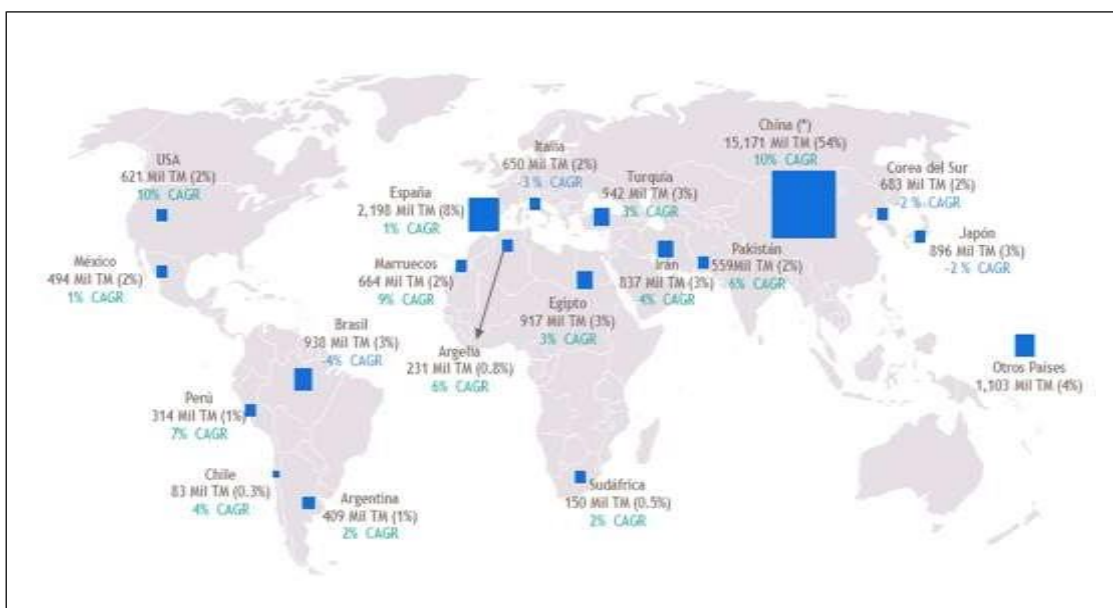 USA
621 Mil TM (2%)
10% CAGR
México
494 Mil TM (2%)
1% CAGR
Brasil
938 Mil TM (3%)
-4% CAGR
Perú
314 Mil TM (1%)
7% CAGR
Chile
83 Mil TM (0.3%)
4% CAGR
Argentina
409 Mil TM (1%)
2% CAGR
España
2,198 Mil TM (8%)
1% CAGR
Marruecos
664 Mil TM (2%)
9% CAGR
Argelia
231 Mil TM (0.8%)
6% CAGR
Italia
650 Mil TM (2%)
-3 % CAGR
Turquía
942 Mil TM (3%)
3% CAGR
Egipto
917 Mil TM (3%)
3% CAGR
Irán
837 Mil TM (3%)
4% CAGR
Pakistán
559Mil TM (2%)
6% CAGR
China (*)
15,171 Mil TM (54%)
10% CAGR
Corea del Sur
683 Mil TM (2%)
-2 % CAGR
Japón
896 Mil TM (3%)
-2 % CAGR
Otros Países
1,103 Mil TM (4%)
Sudáfrica
150 Mil TM (0.5%)
2% CAGR